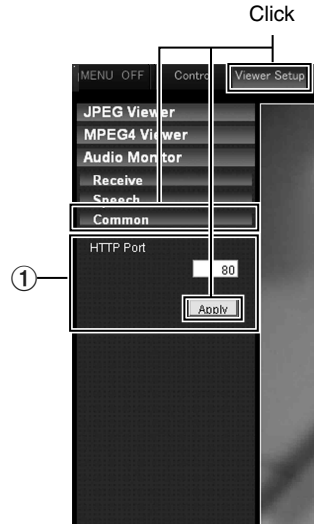 Click
MENU OFF Control Viewer Setup
JPEG Viewer
MPEG4 Viewer
Audio Monitor
Receive
Speech
Common
HTTP Port
80
① Apply